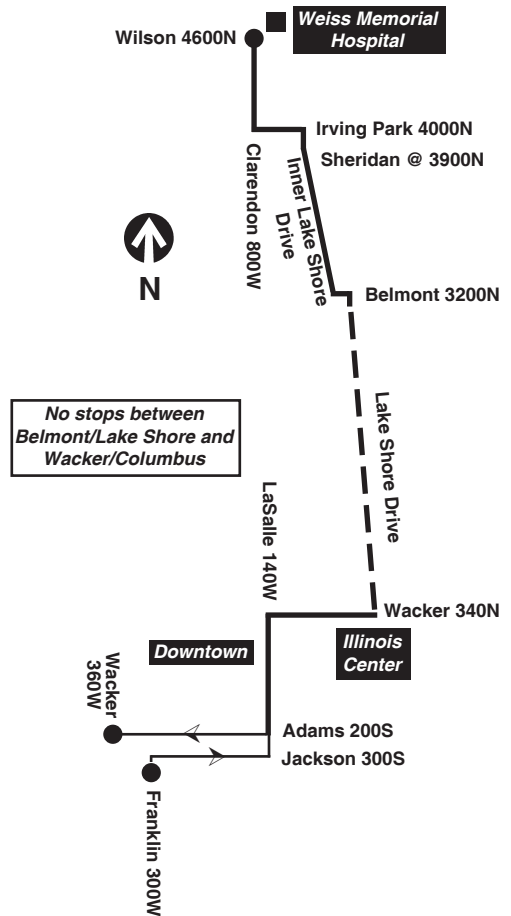 Weiss Memorial
Hospital
Wilson 4600N
Irving Park 4000N
Sheridan @ 3900N
Clarendon 800W
Inner Lake Shore
Drive
N
Belmont 3200N
Lake Shore Drive
No stops between
Belmont/Lake Shore and
Wacker/Columbus
LaSalle 140W
Wacker 340N
Downtown
Illinois
Center
Wacker
360W
Adams 200S
Jackson 300S
Franklin 300W